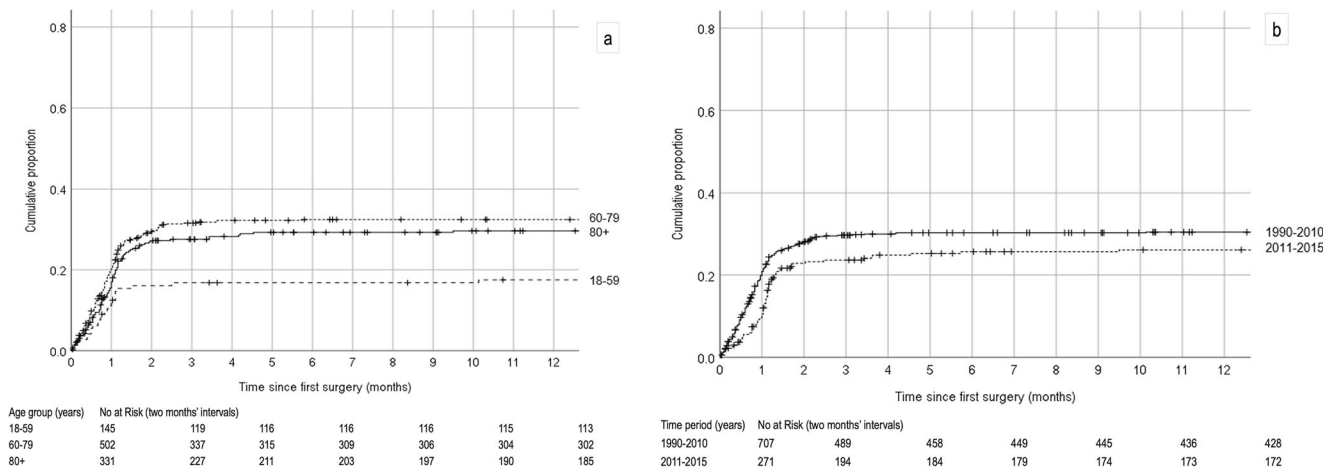 a
Cumulative proportion
0.8
0.6
0.4
0.2
0.0
60-79
80+
18-59
0 1 2 3 4 5 6 7 8 9 10 11 12
Time since first surgery (months)
Age group (years) No at Risk (two months' intervals)
18-59 145 119 116 116 116 115 113
60-79 502 337 315 309 306 304 302
80+ 331 227 211 203 197 190 185
b
Cumulative proportion
0.8
0.6
0.4
0.2
0.0
1990-2010
2011-2015
0 1 2 3 4 5 6 7 8 9 10 11 12
Time since first surgery (months)
Time period (years) No at Risk (two months' intervals)
1990-2010 707 489 458 449 445 436 428
2011-2015 271 194 184 179 174 173 172